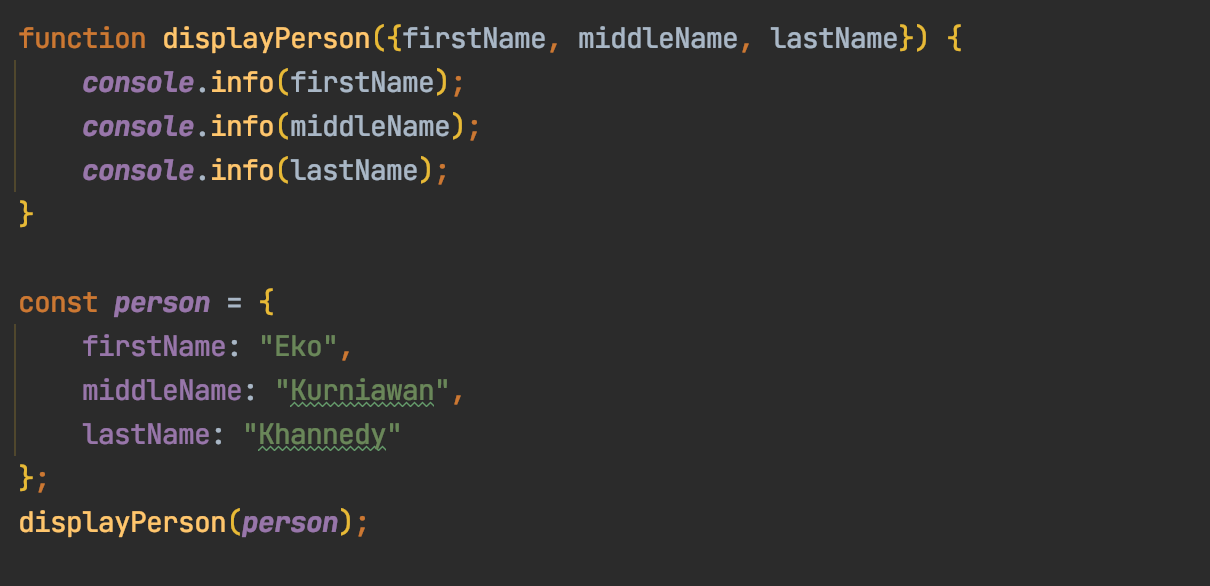 function displayPerson({firstName, middleName, lastName}) {
    console.info(firstName);
    console.info(middleName);
    console.info(lastName);
}

const person = {
    firstName: "Eko",
    middleName: "Kurniawan",
    lastName: "Khannedy"
};
displayPerson(person);